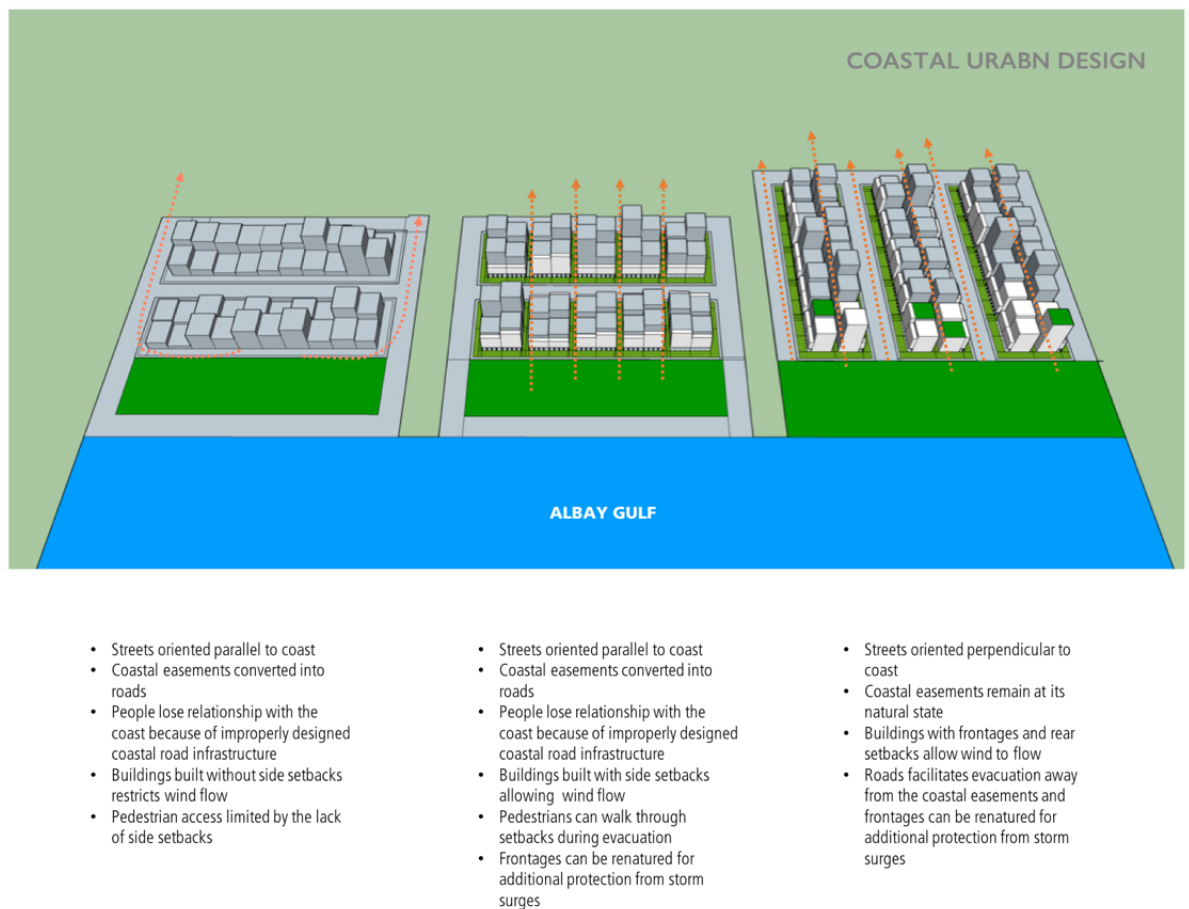 COASTAL URABN DESIGN
ALBAY GULF
• Streets oriented parallel to coast
• Coastal easements converted into
roads
• People lose relationship with the
coast because of improperly designed
coastal road infrastructure
• Buildings built without side setbacks
restricts wind flow
• Pedestrian access limited by the lack
of side setbacks
• Streets oriented parallel to coast
• Coastal easements converted into
roads
• People lose relationship with the
coast because of improperly designed
coastal road infrastructure
• Buildings built with side setbacks
allowing wind flow
• Pedestrians can walk through
setbacks during evacuation
• Frontages can be renatured for
additional protection from storm
surges
• Streets oriented perpendicular to
coast
• Coastal easements remain at its
natural state
• Buildings with frontages and rear
setbacks allow wind to flow
• Roads facilitates evacuation away
from the coastal easements and
frontages can be renatured for
additional protection from storm
surges